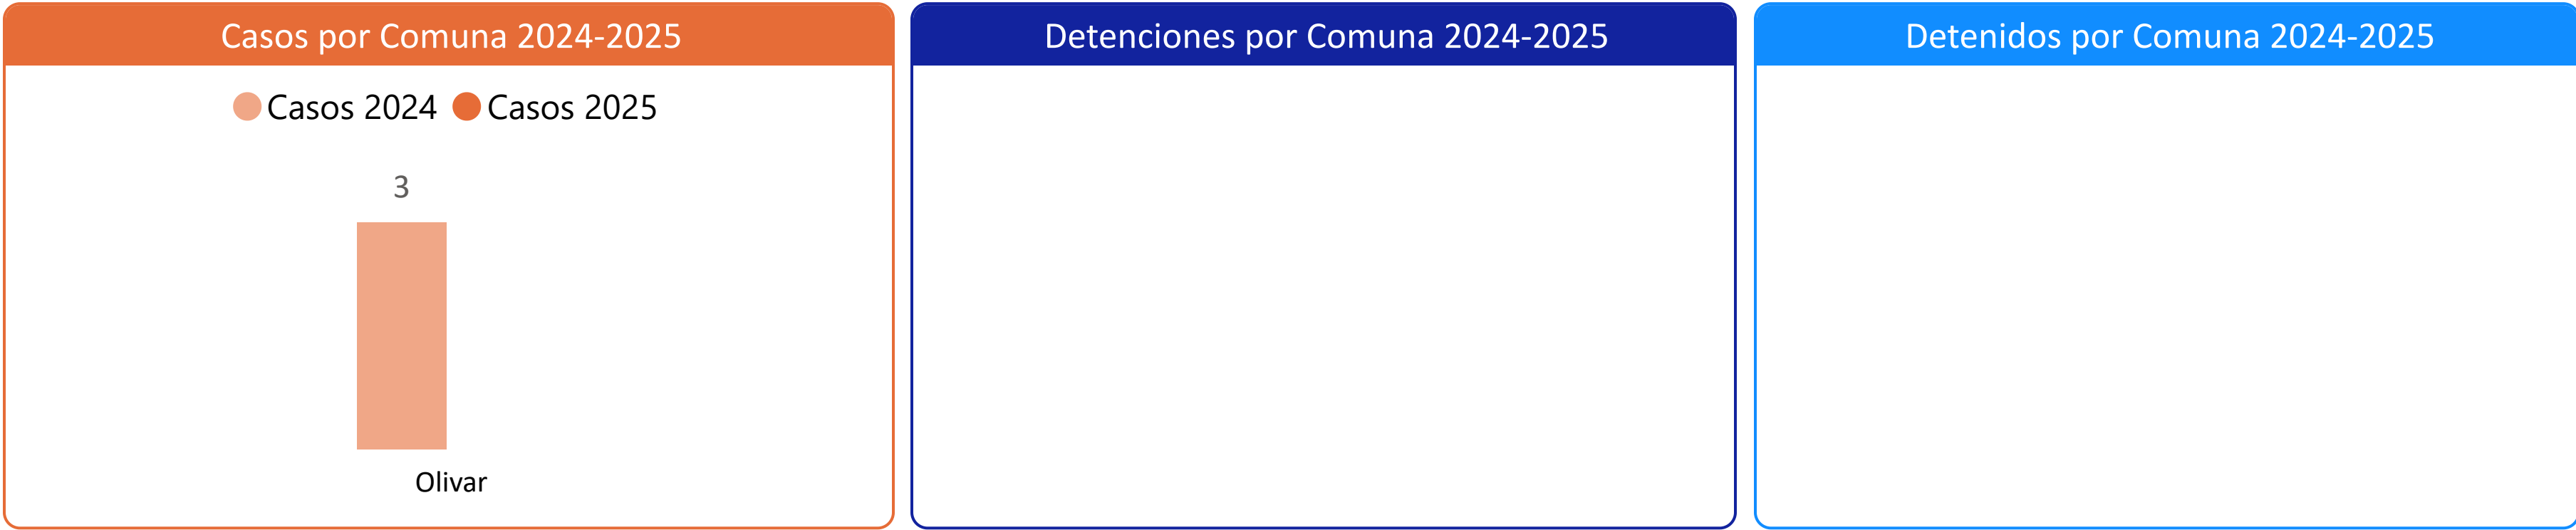 Casos por Comuna 2024-2025
Casos 2024 Casos 2025
3
Olivar
Detenciones por Comuna 2024-2025
Detenidos por Comuna 2024-2025